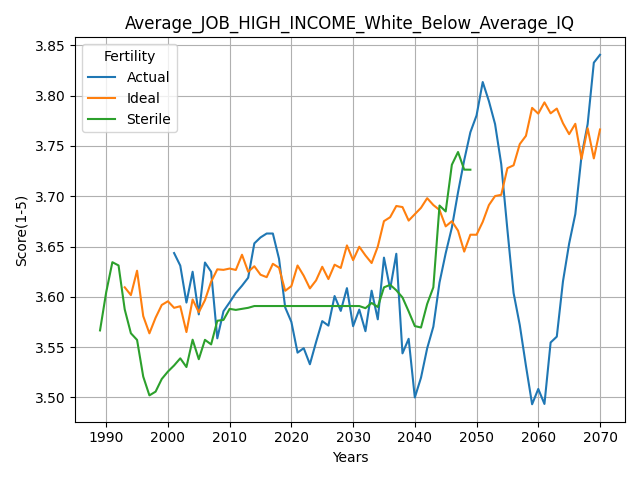 Average_JOB_HIGH_INCOME_White_Below_Average_IQ
Fertility
Actual
Ideal
Sterile
Score(1-5)
3.85
3.80
3.75
3.70
3.65
3.60
3.55
3.50
1990 2000 2010 2020 2030 2040 2050 2060 2070
Years